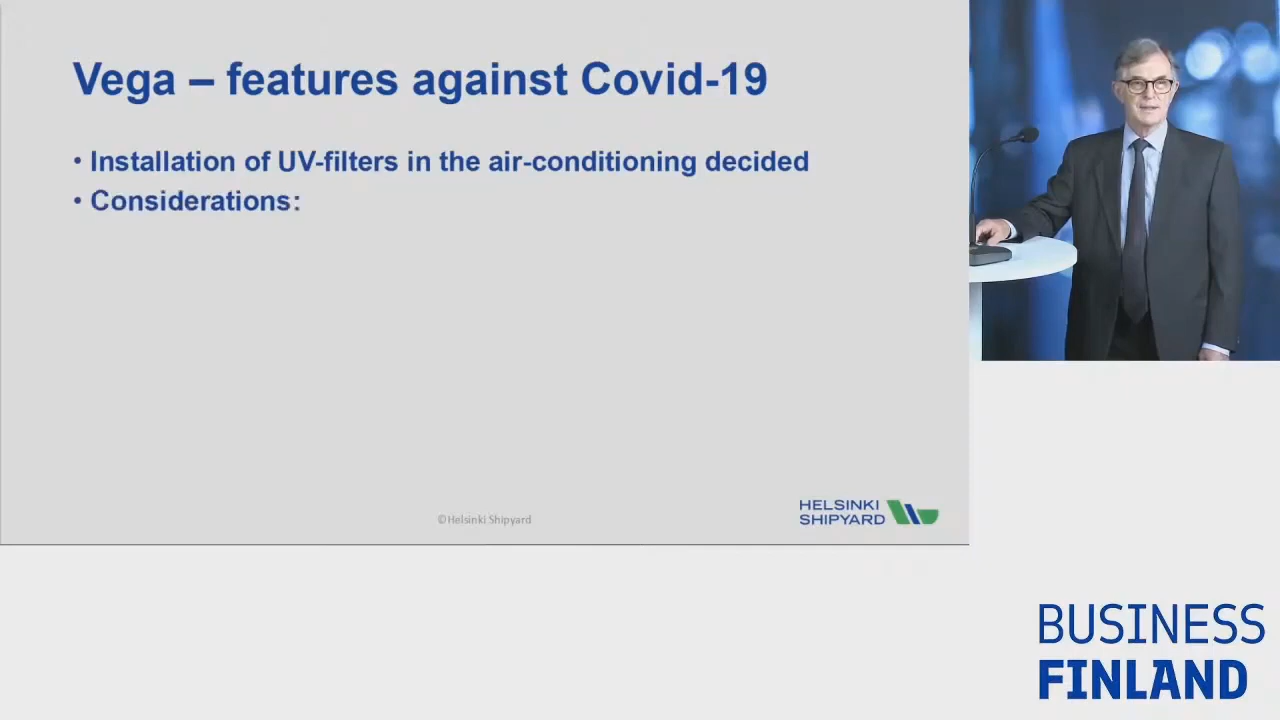 Vega – features against Covid-19
• Installation of UV-filters in the air-conditioning decided
• Considerations:
©Helsinki Shipyard
HELSINKI
SHIPYARD
BUSINESS
FINLAND